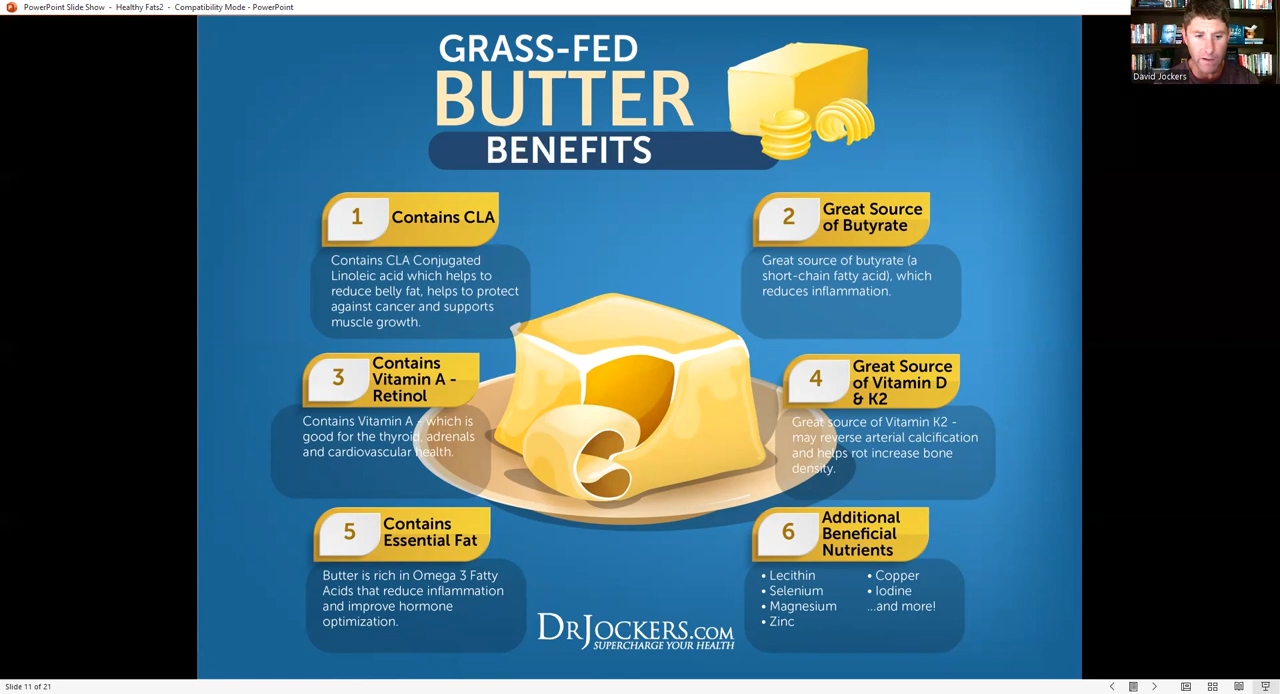 PowerPoint Slide Show - Healthy Fats2 - Compatibility Mode - PowerPoint
David Jockers
GRASS-FED
BUTTER
BENEFITS
1
Contains CLA
Contains CLA Conjugated
Linoleic acid which helps to
reduce belly fat, helps to protect
against cancer and supports
muscle growth.
2
Great Source
of Butyrate
Great source of butyrate (a
short-chain fatty acid), which
reduces inflammation.
3
Contains
Vitamin A -
Retinol
Contains Vitamin A - which is
good for the thyroid, adrenals
and cardiovascular health.
4
Great Source
of Vitamin D
& K2
Great source of Vitamin K2 -
may reverse arterial calcification
and helps rot increase bone
density.
5
Contains
Essential Fat
Butter is rich in Omega 3 Fatty
Acids that reduce inflammation
and improve hormone
optimization.
6
Additional
Beneficial
Nutrients
• Lecithin
• Selenium
• Magnesium
• Zinc
• Copper
• Iodine
...and more!
DRJOCKERS.COM
SUPERCHARGE YOUR HEALTH
Slide 11 of 21